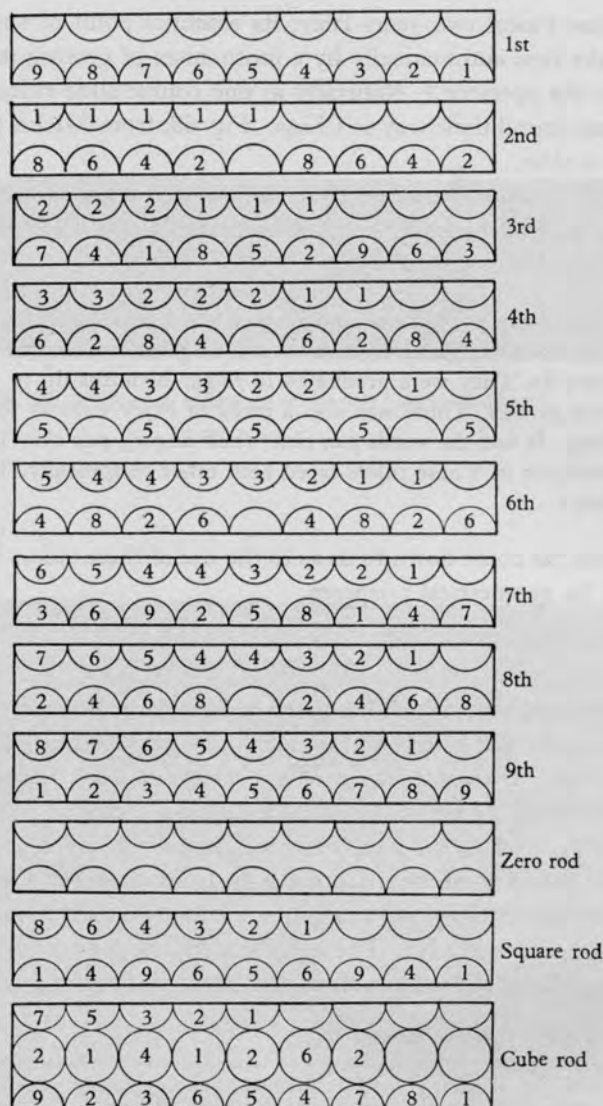 1st
9 8 7 6 5 4 3 2 1
1 1 1 1 1
2nd
8 6 4 2 8 6 4 2
2 2 2 1 1 1
3rd
7 4 1 8 5 2 9 6 3
3 3 2 2 2 1 1
4th
6 2 8 4 6 2 8 4
4 4 3 3 2 2 1 1
5th
5 5 5 5 5
5 4 4 3 3 2 1 1
6th
4 8 2 6 4 8 2 6
6 5 4 4 3 2 2 1
7th
3 6 9 2 5 8 1 4 7
7 6 5 4 4 3 2 1
8th
2 4 6 8 2 4 6 8
8 7 6 5 4 3 2 1
9th
1 2 3 4 5 6 7 8 9
Zero rod
8 6 4 3 2 1
Square rod
1 4 9 6 5 6 9 4 1
7 5 3 2 1
2 1 4 1 2 6 2 Cube rod
9 2 3 6 5 4 7 8 1